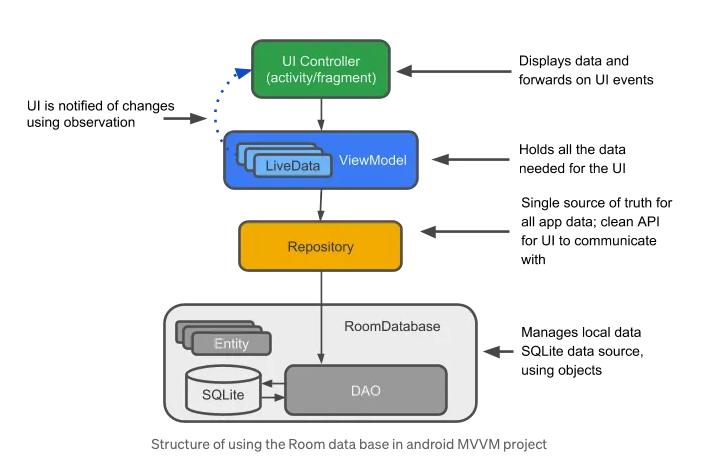 UI Controller
(activity/fragment)
Displays data and
forwards on UI events
UI is notified of changes
using observation
LiveData
ViewModel
Holds all the data
needed for the UI
Single source of truth for
all app data; clean API
for UI to communicate
with
Repository
RoomDatabase
Entity
SQLite
DAO
Manages local data
SQLite data source,
using objects
Structure of using the Room data base in android MVVM project